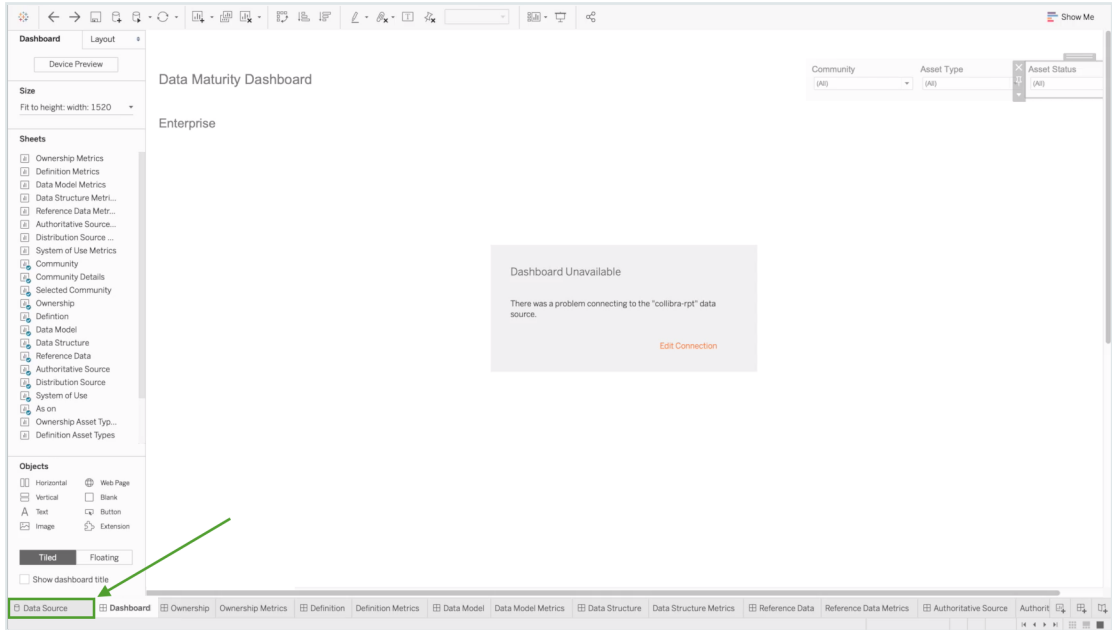 Show Me
Dashboard
Layout
Device Preview
Size
Fit to height: width: 1520
Sheets
Ownership Metrics
Definition Metrics
Data Model Metrics
Data Structure Metri...
Reference Data Metr...
Authoritative Source...
Distribution Source ...
System of Use Metrics
Community
Community Details
Selected Community
Ownership
Defintion
Data Model
Data Structure
Reference Data
Authoritative Source
Distribution Source
System of Use
As on
Ownership Asset Typ...
Definition Asset Types
Objects
Horizontal Web Page
Vertical Blank
Text Button
Image Extension
Tiled Floating
Show dashboard title
Data Maturity Dashboard
Community Asset Type Asset Status
(All) (All) (All)
Enterprise
Dashboard Unavailable
There was a problem connecting to the "collibra-rpt" data
source.
Edit Connection
Data Source Dashboard Ownership Ownership Metrics Definition Definition Metrics Data Model Data Model Metrics Data Structure Data Structure Metrics Reference Data Reference Data Metrics Authoritative Source Authorit